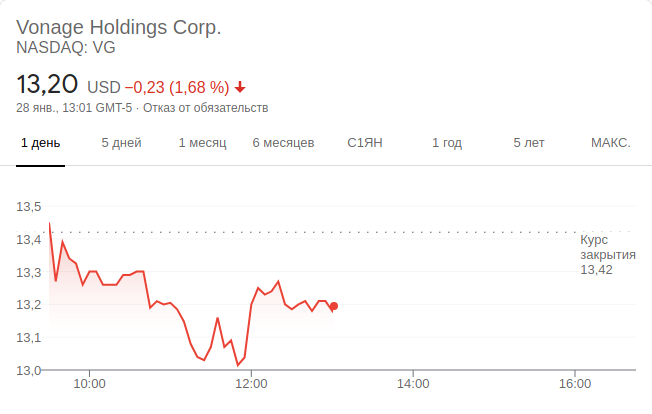 Vonage Holdings Corp.
NASDAQ: VG
13,20 USD −0,23 (1,68 %)
28 янв., 13:01 GMT-5 · Отказ от обязательств
1 день 5 дней 1 месяц 6 месяцев С1ЯН 1 год 5 лет МАКС.
13,5
13,4
13,3
13,2
13,1
13,0
Курс
закрытия
13,42
10:00 12:00 14:00 16:00